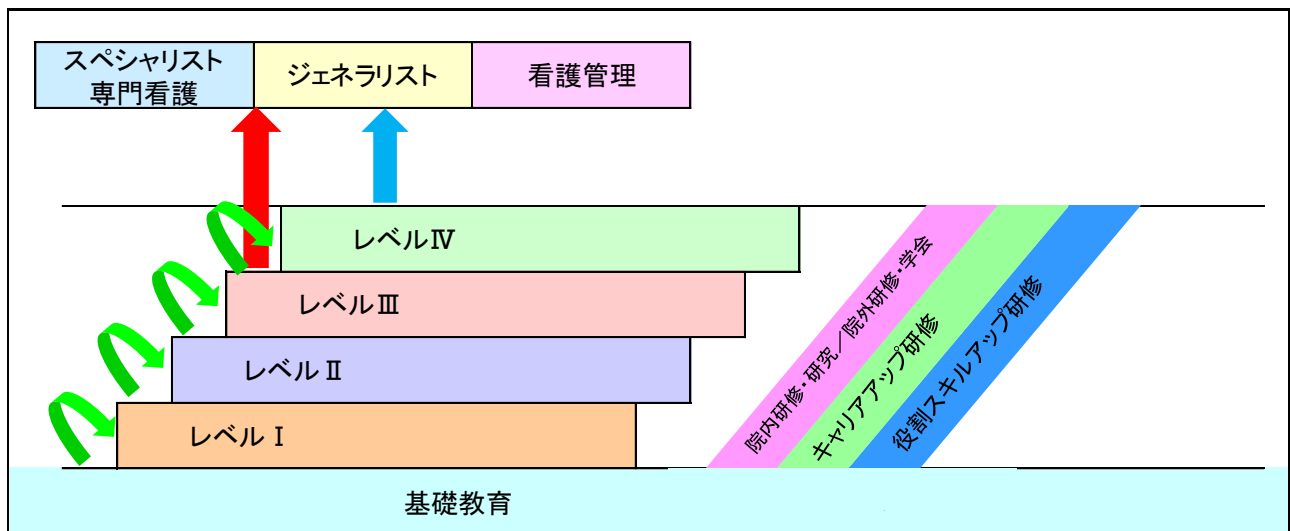 スペシャリスト
専門看護
ジェネラリスト
看護管理
レベルⅣ
レベルⅢ
レベルⅡ
レベルⅠ
院内研修・研究／院外研修・学会
キャリアアップ研修
役割スキルアップ研修
基礎教育